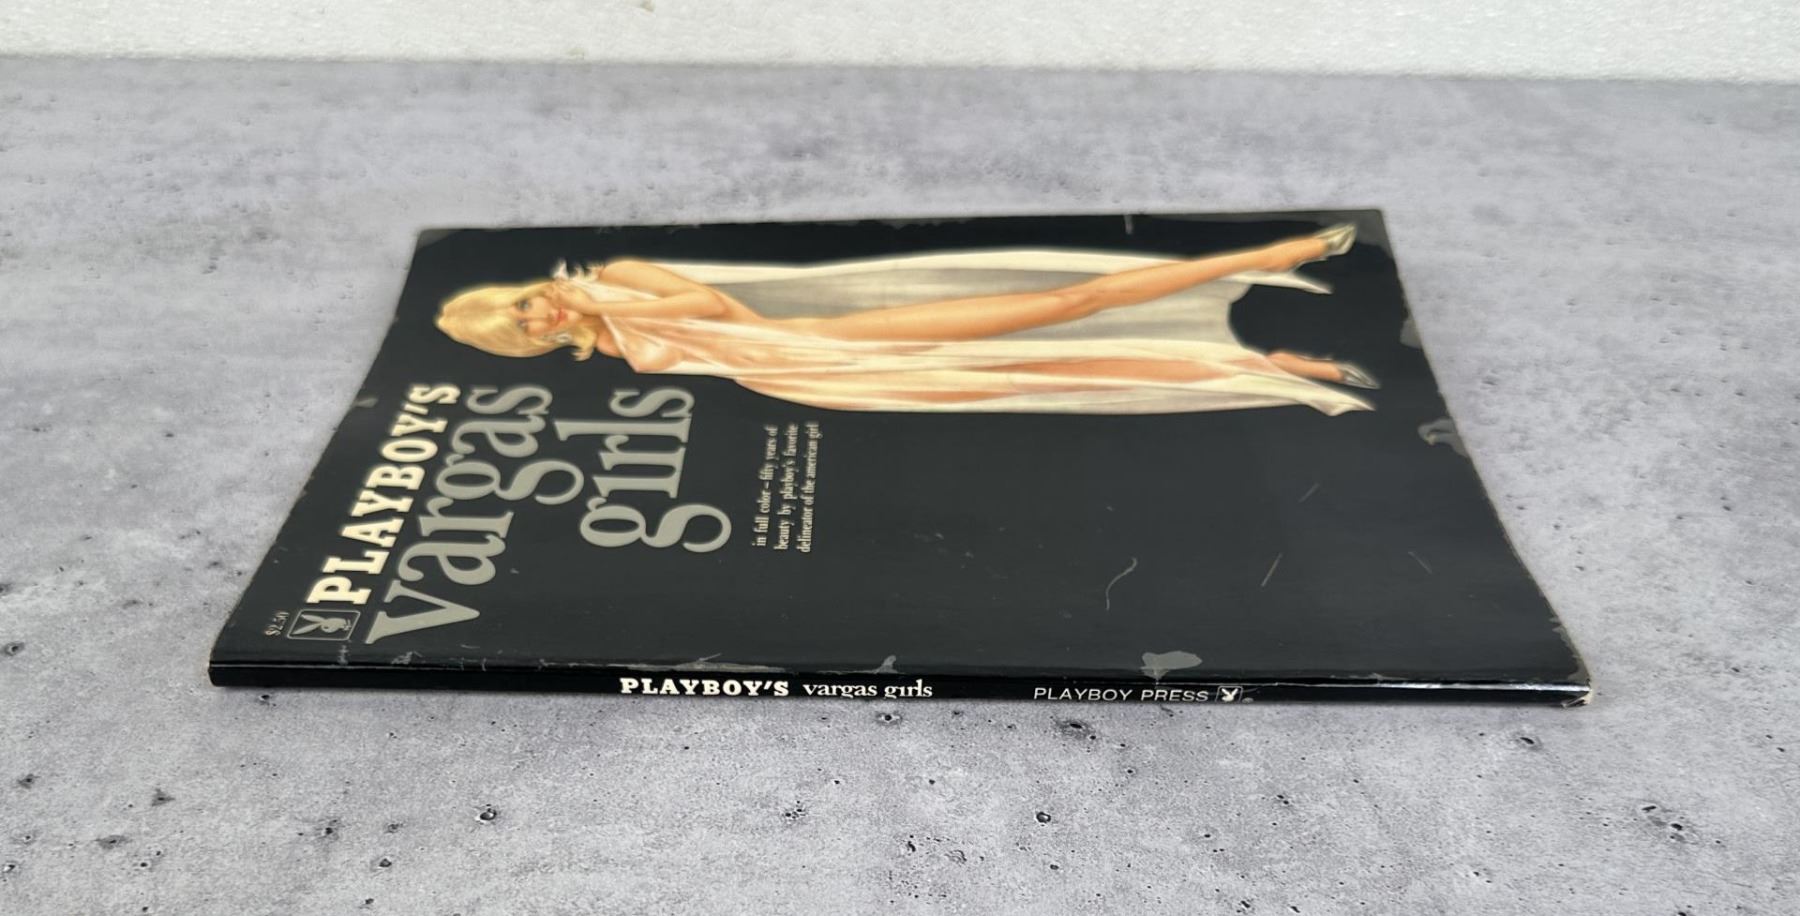 $2.50
PLAYBOY'S
vargas
girls
in full color – fifty years of
beauty by playboy's favorite
delineator of the american girl
PLAYBOY'S vargas girls PLAYBOY PRESS